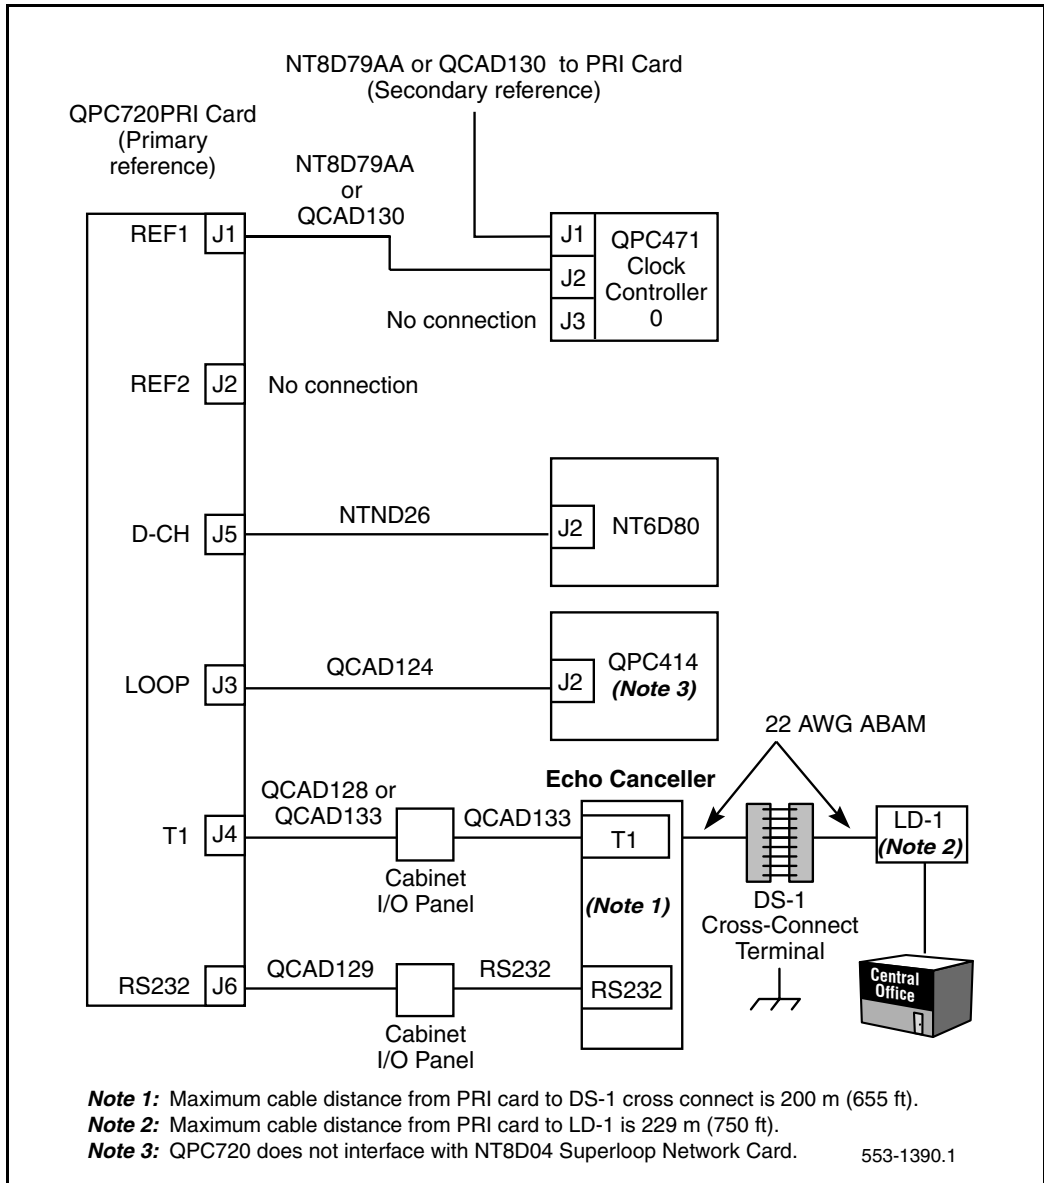 NT8D79AA or QCAD130 to PRI Card
(Secondary reference)
QPC720PRI Card
(Primary
reference)
NT8D79AA
or
QCAD130
REF1 J1
J1
J2
J3
QPC471
Clock
Controller
0
No connection
REF2 J2 No connection
D-CH J5 NTND26 J2 NT6D80
LOOP J3 QCAD124 J2 QPC414
(Note 3)
22 AWG ABAM
Echo Canceller
QCAD128 or
QCAD133
T1 J4
Cabinet
I/O Panel
QCAD133
T1
(Note 1)
DS-1
Cross-Connect
Terminal
LD-1
(Note 2)
Central
Office
RS232 J6 QCAD129
Cabinet
I/O Panel
RS232
RS232
Note 1: Maximum cable distance from PRI card to DS-1 cross connect is 200 m (655 ft).
Note 2: Maximum cable distance from PRI card to LD-1 is 229 m (750 ft).
Note 3: QPC720 does not interface with NT8D04 Superloop Network Card.
553-1390.1